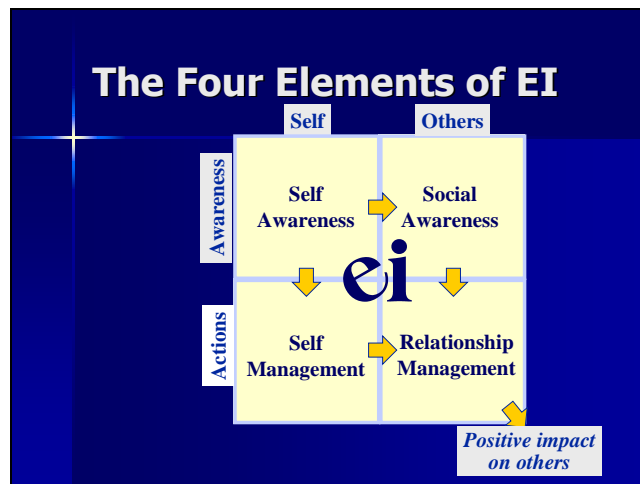 The Four Elements of EI
Self
Others
Awareness
Self
Awareness
Social
Awareness
ei
Actions
Self
Management
Relationship
Management
Positive impact
on others